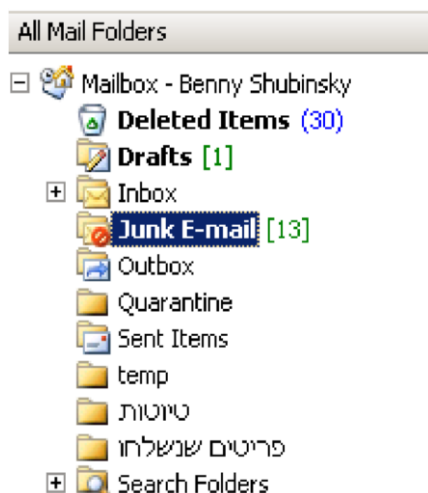 All Mail Folders
Mailbox - Benny Shubinsky
Deleted Items (30)
Drafts [1]
Inbox
Junk E-mail [13]
Outbox
Quarantine
Sent Items
temp
טיוטות
פריטים שנשלחו
Search Folders